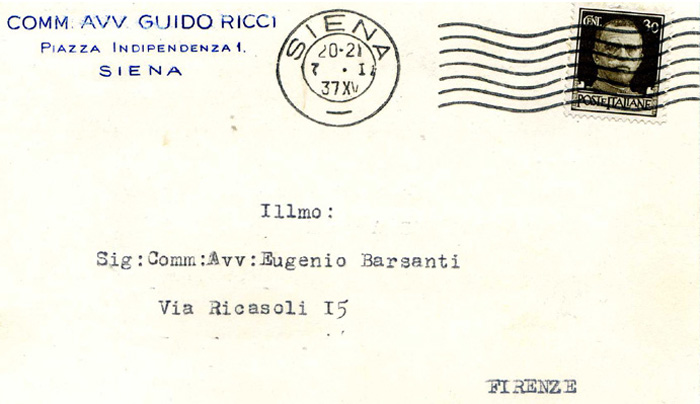 COMM. AVV. GUIDO RICCI
PIAZZA INDIPENDENZA 1.
SIENA
SIENA
20-21
37XV
CENT. 30
POSTE ITALIANE
Illmo:
Sig:Comm:Avv:Eugenio Barsanti
Via Ricasoli I5
FIRENZE